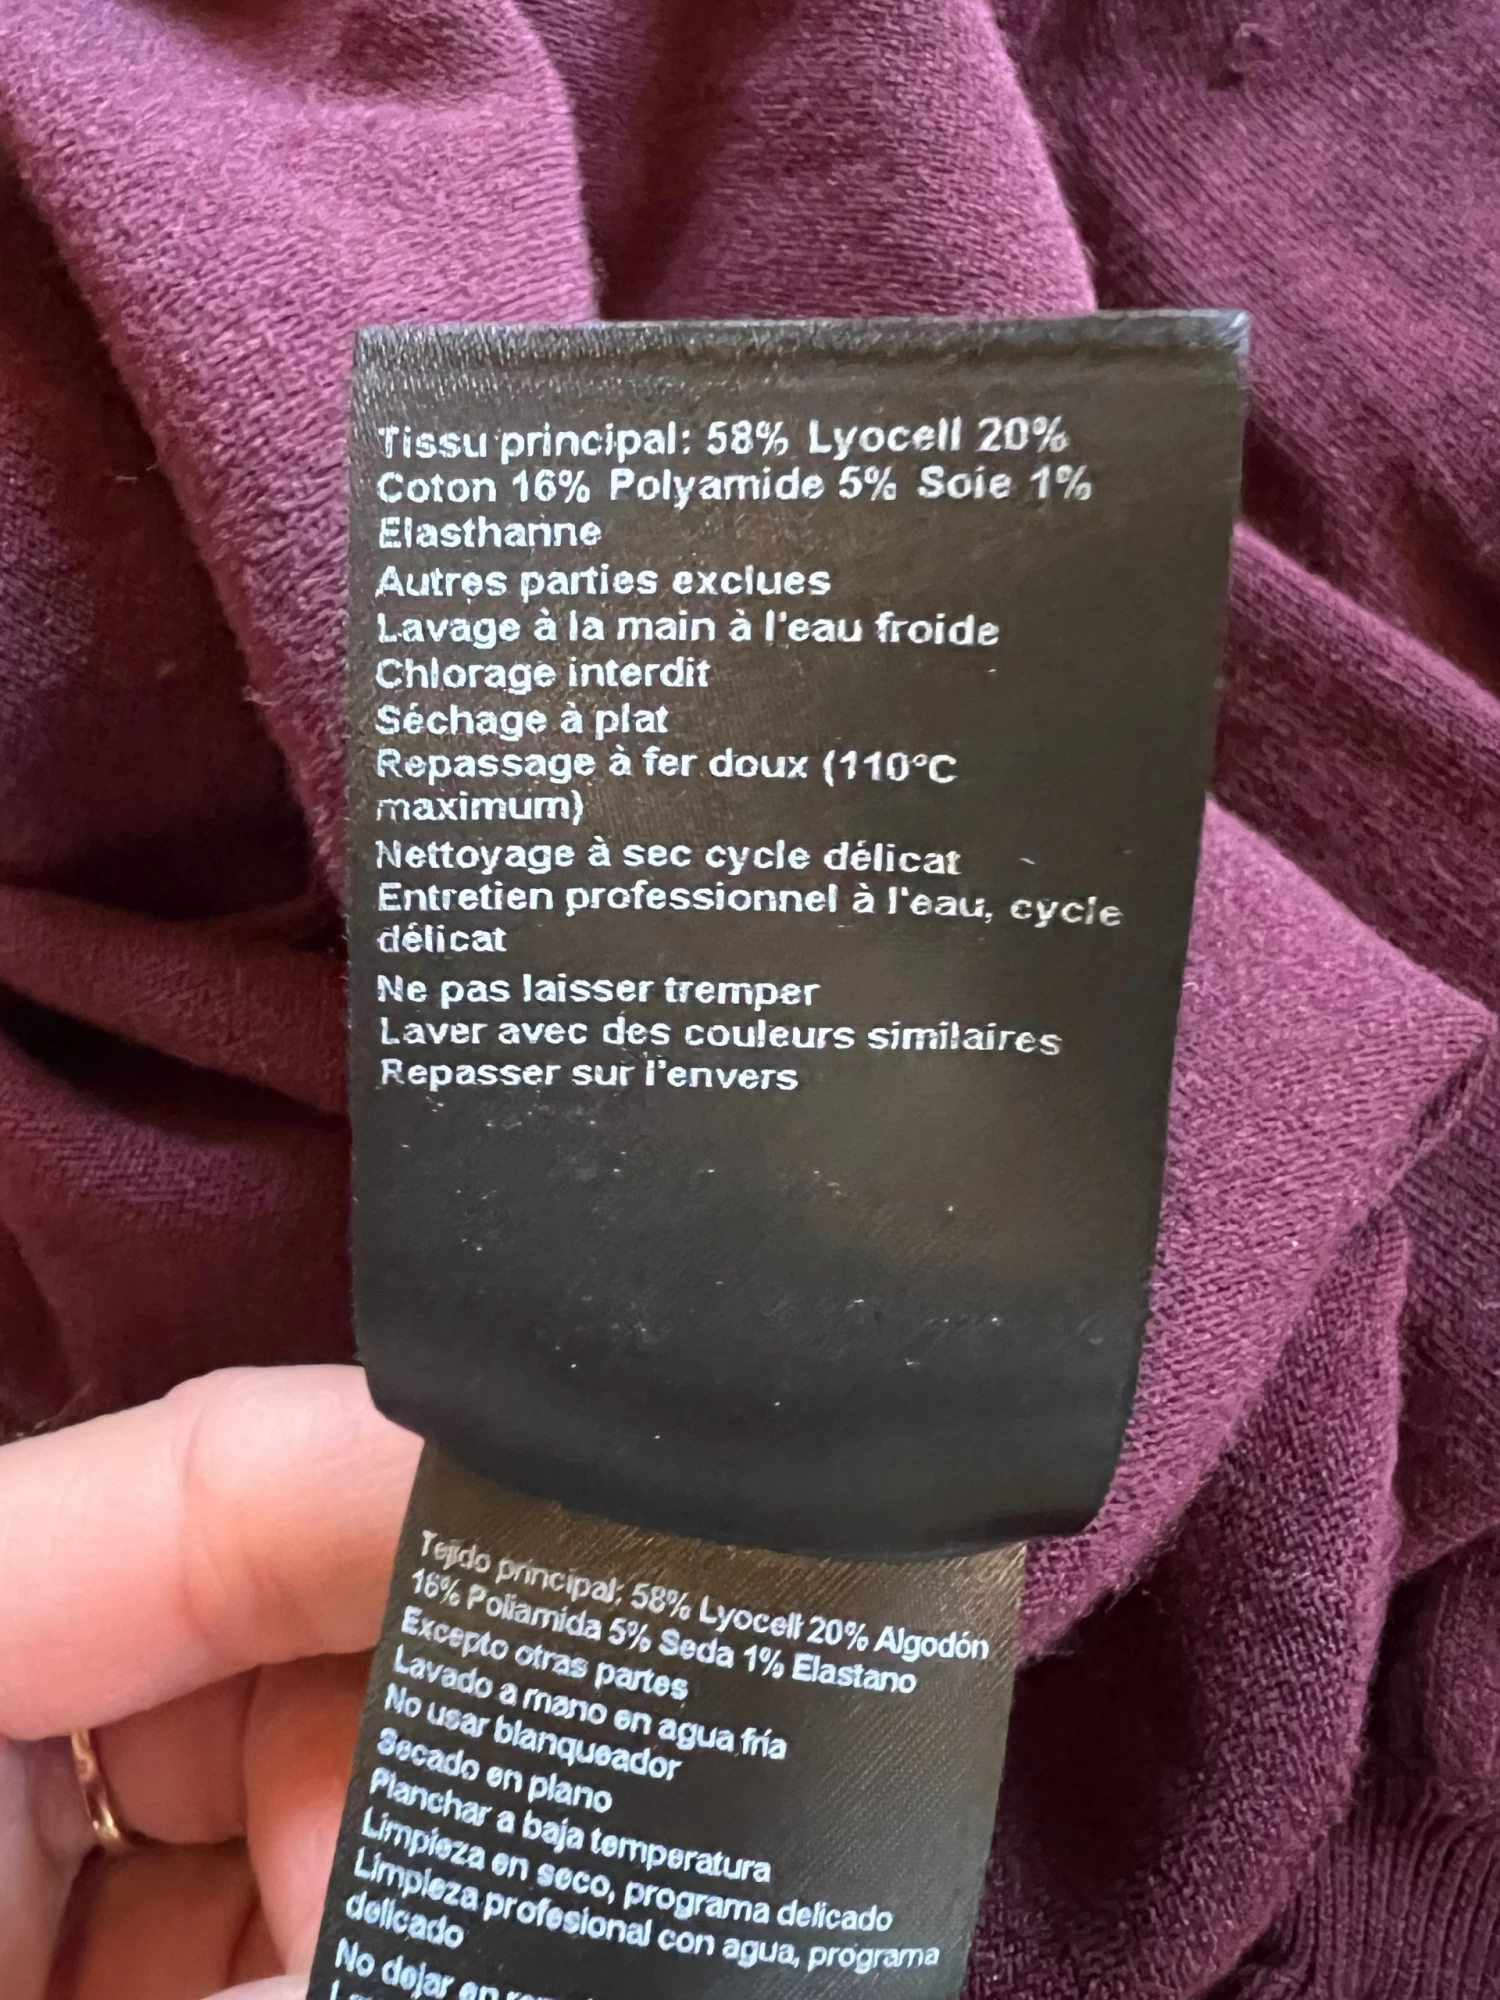 Tissu principal: 58% Lyocell 20%
Coton 16% Polyamide 5% Soie 1%
Elasthanne
Autres parties exclues
Lavage à la main à l'eau froide
Chlorage interdit
Séchage à plat
Repassage à fer doux (110°C
maximum)
Nettoyage à sec cycle délicat
Entretien professionnel à l'eau, cycle
délicat
Ne pas laisser tremper
Laver avec des couleurs similaires
Repasser sur l'envers
Tejido principal: 58% Lyocell 20% Algodón
16% Poliamida 5% Seda 1% Elastano
Excepto otras partes
Lavado a mano en agua fría
No usar blanqueador
Secado en plano
Planchar a baja temperatura
Limpieza en seco, programa delicado
Limpieza profesional con agua, programa
delicado
No dejar en